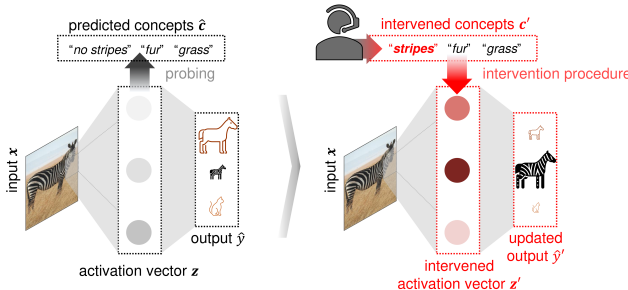 predicted concepts ĉ
“no stripes” “fur” “grass”
probing
input x
output ŷ
activation vector z
intervened concepts c′
“stripes” “fur” “grass”
intervention procedure
input x
updated
output ŷ′
intervened
activation vector z′